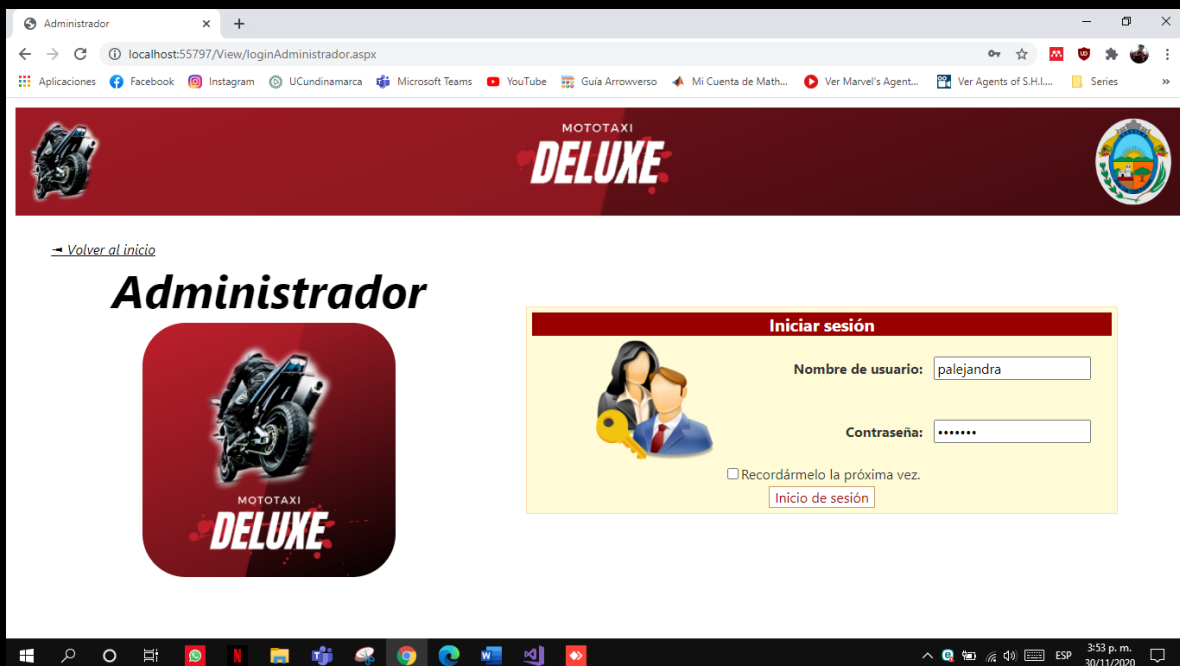 Administrador
localhost:55797/View/loginAdministrador.aspx
Aplicaciones Facebook Instagram UCundinamarca Microsoft Teams YouTube Guía Arrowverso Mi Cuenta de Math... Ver Marvel's Agent... Ver Agents of S.H.I.... Series »
MOTOTAXI
DELUXE
Volver al inicio
Administrador
MOTOTAXI
DELUXE
Iniciar sesión
Nombre de usuario: palejandra
Contraseña: •••••••
Recordármelo la próxima vez.
Inicio de sesión
ESP 3:53 p. m.
30/11/2020